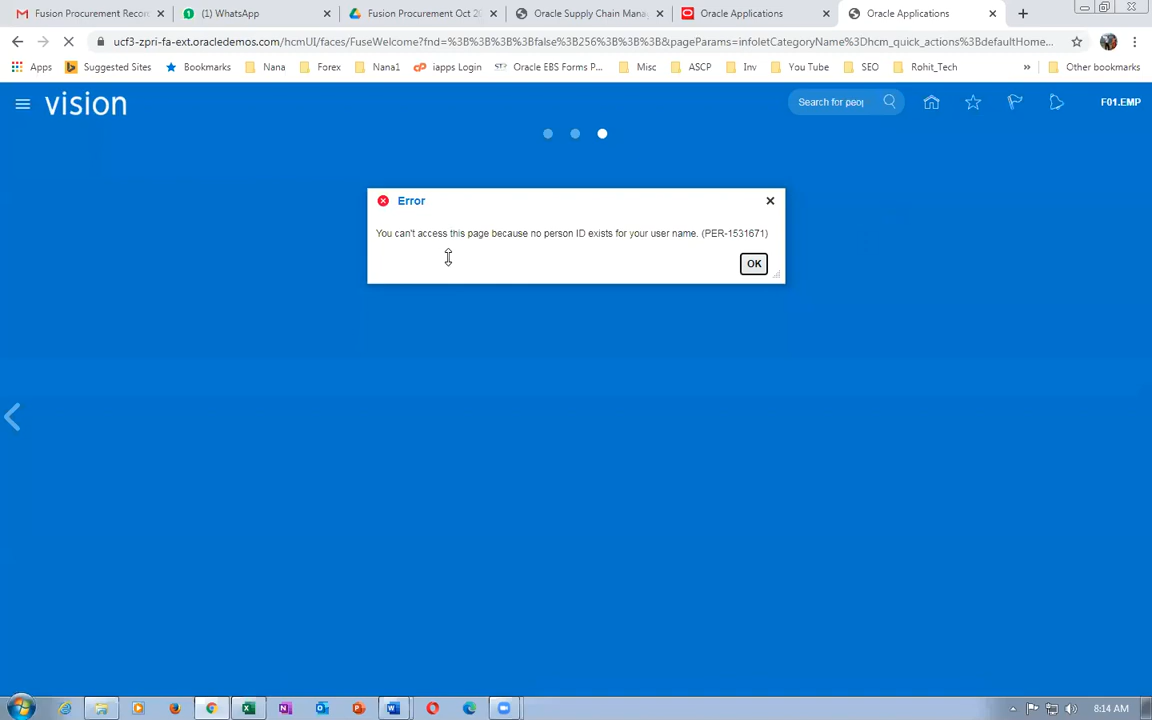 Fusion Procurement Recor
(1) WhatsApp
Fusion Procurement Oct 20
Oracle Supply Chain Mana
Oracle Applications
Oracle Applications
ucf3-zpri-fa-ext.oracledemos.com/hcmUI/faces/FuseWelcome?fnd=%3B%3B%3B%3Bfalse%3B256%3B%3B%3B&pageParams=infoletCategoryName%3Dhcm_quick_actions%3BdefaultHome...
Apps Suggested Sites Bookmarks Nana Forex Nana1 iapps Login Oracle EBS Forms P... Misc ASCP Inv You Tube SEO Rohit_Tech » Other bookmarks
vision
Search for peop
F01.EMP
Error
You can't access this page because no person ID exists for your user name. (PER-1531671)
OK
8:14 AM